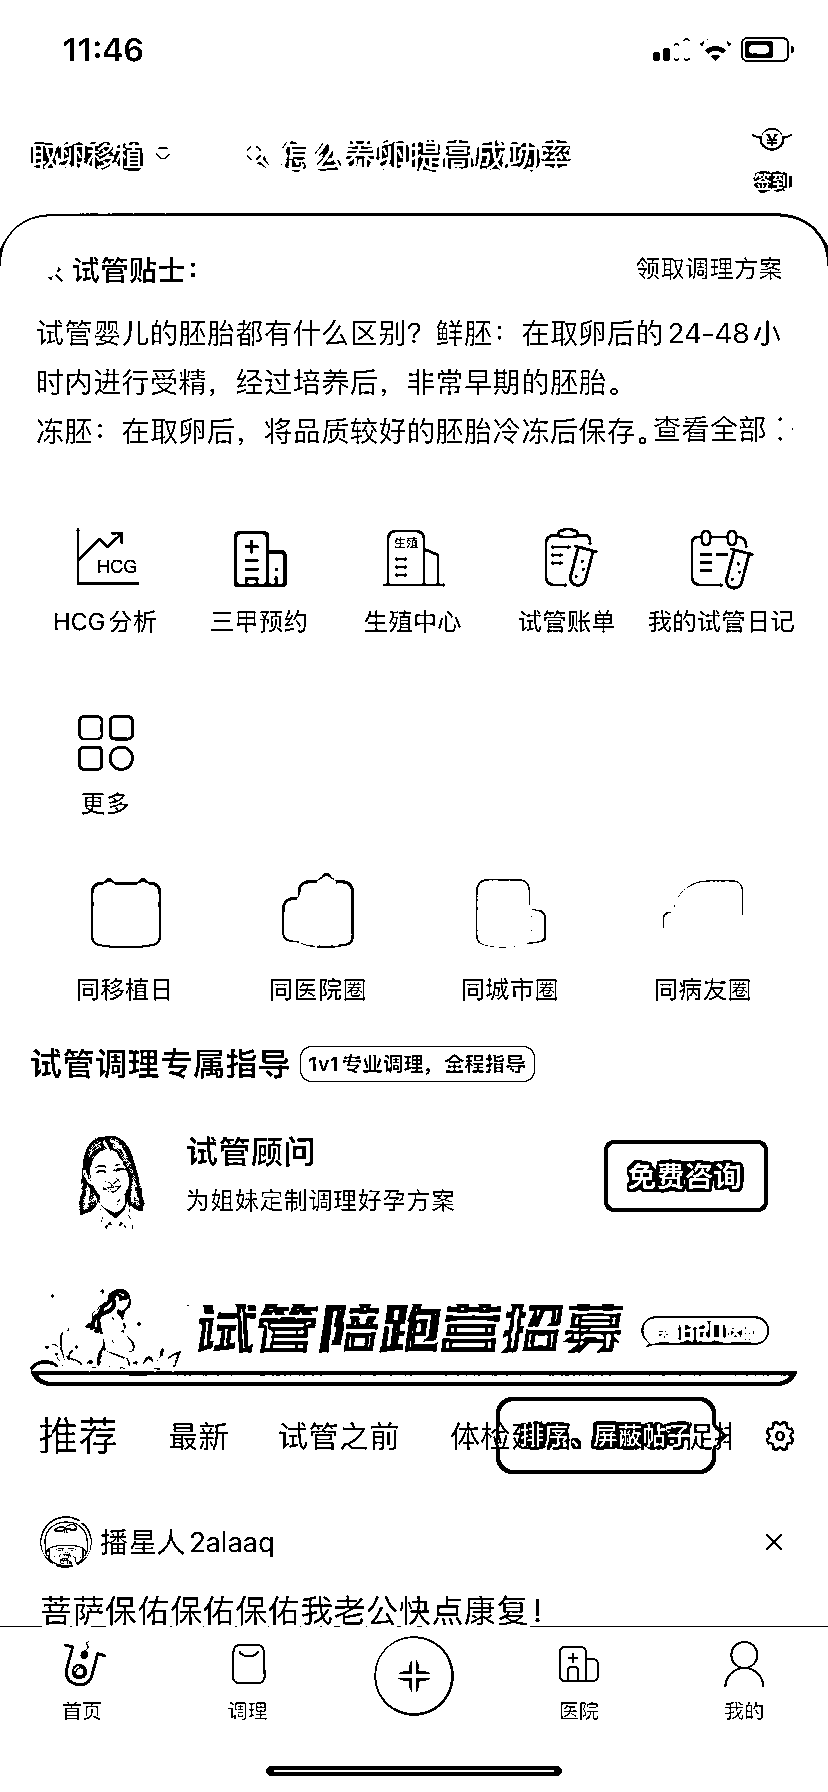 11:46
取卵移植
怎么养卵提高成功率
签到
试管贴士：
领取调理方案
试管婴儿的胚胎都有什么区别？鲜胚：在取卵后的24-48小
时内进行受精，经过培养后，非常早期的胚胎。
冻胚：在取卵后，将品质较好的胚胎冷冻后保存。查看全部
HCG
生殖
HCG分析
三甲预约
生殖中心
试管账单
我的试管日记
更多
同移植日
同医院圈
同城市圈
同病友圈
试管调理专属指导
1v1专业调理，全程指导
试管顾问
为姐妹定制调理好孕方案
免费咨询
试管陪跑营招募
推荐
最新
试管之前
体检
排序、屏蔽帖子
促排
播星人2alaaq
菩萨保佑保佑保佑我老公快点康复！
首页
调理
医院
我的